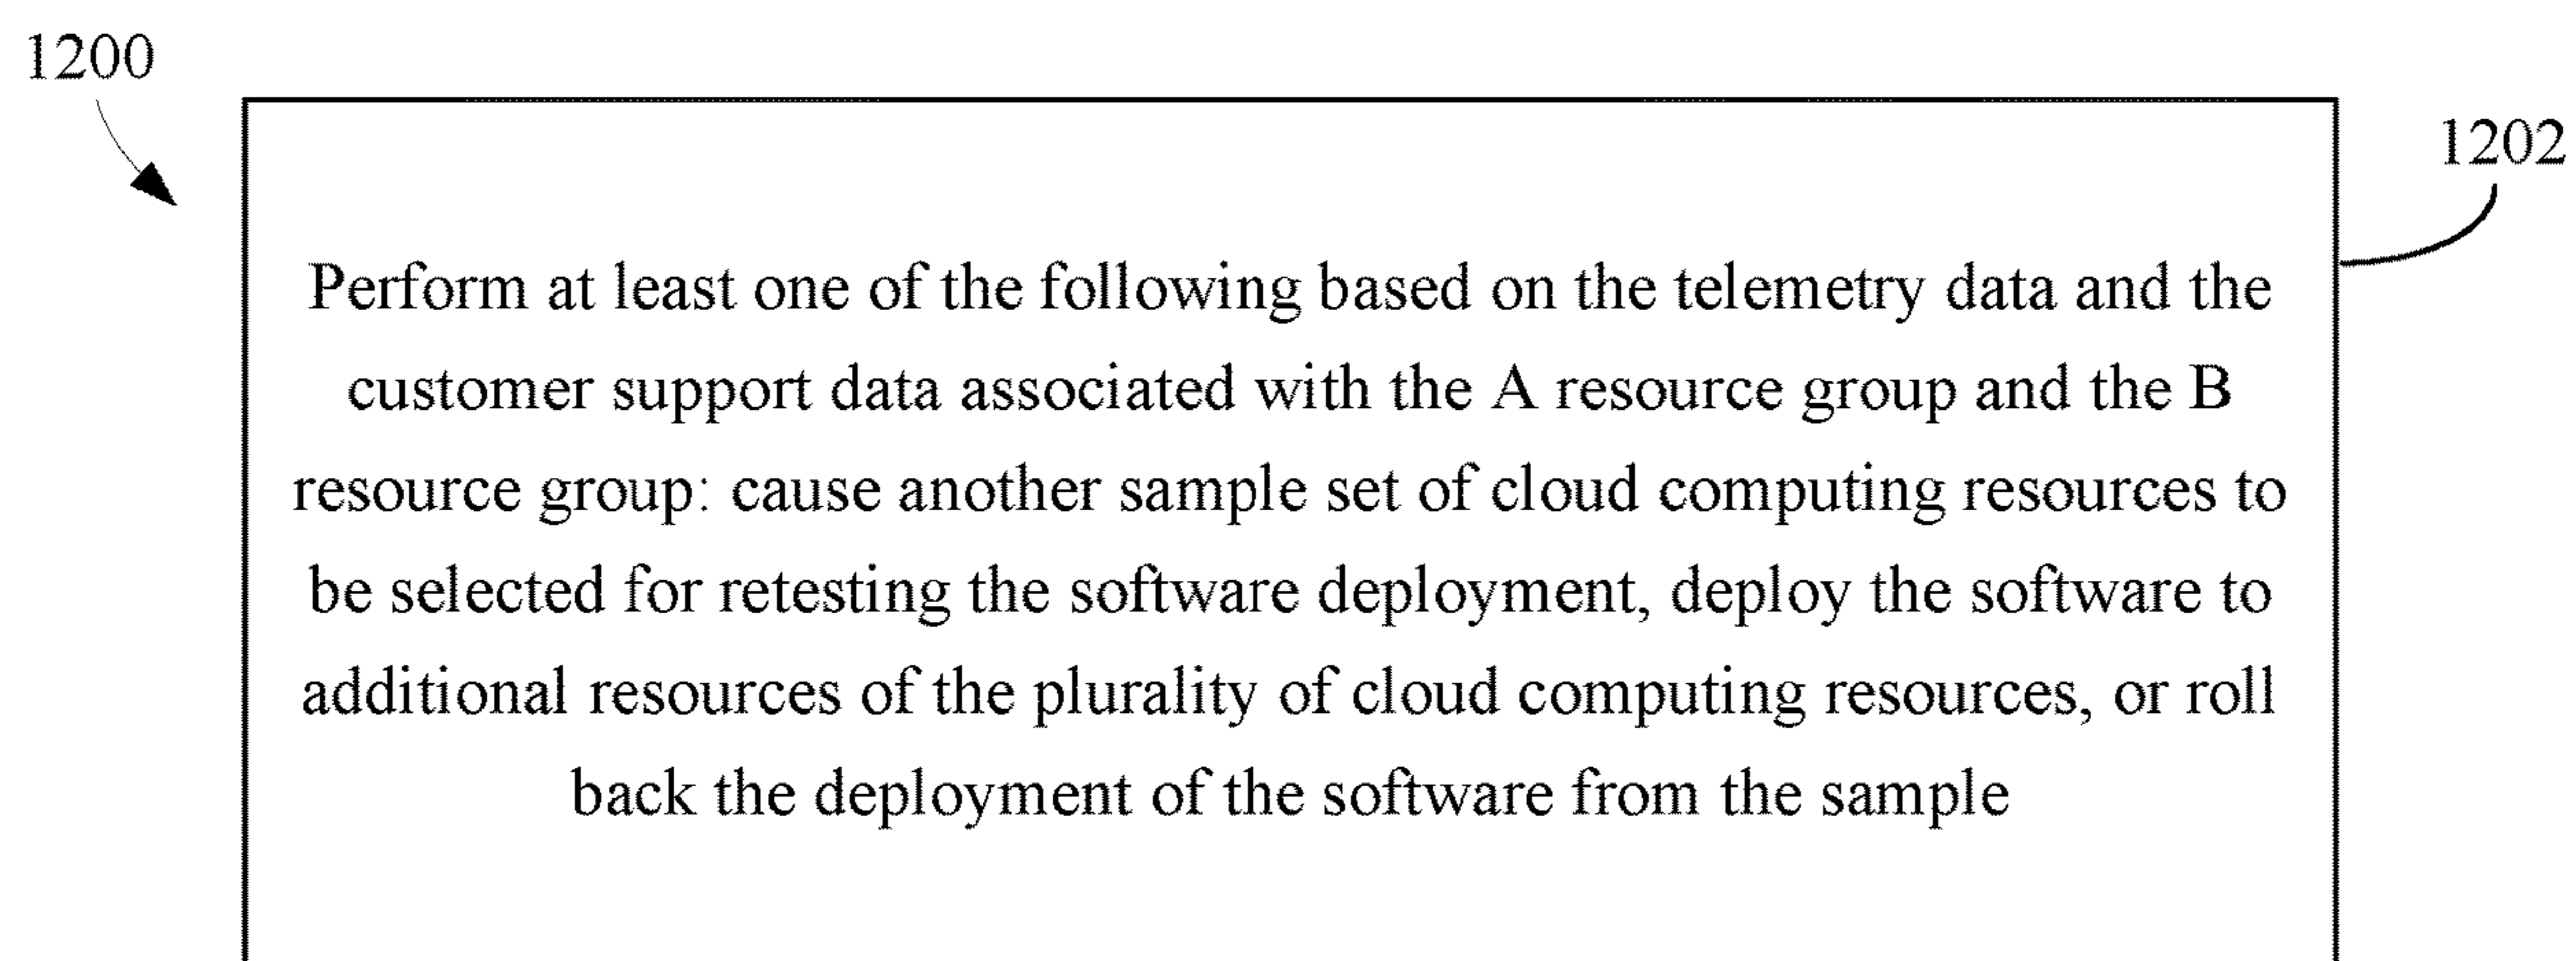 1200
1202
Perform at least one of the following based on the telemetry data and the
customer support data associated with the A resource group and the B
resource group: cause another sample set of cloud computing resources to
be selected for retesting the software deployment, deploy the software to
additional resources of the plurality of cloud computing resources, or roll
back the deployment of the software from the sample